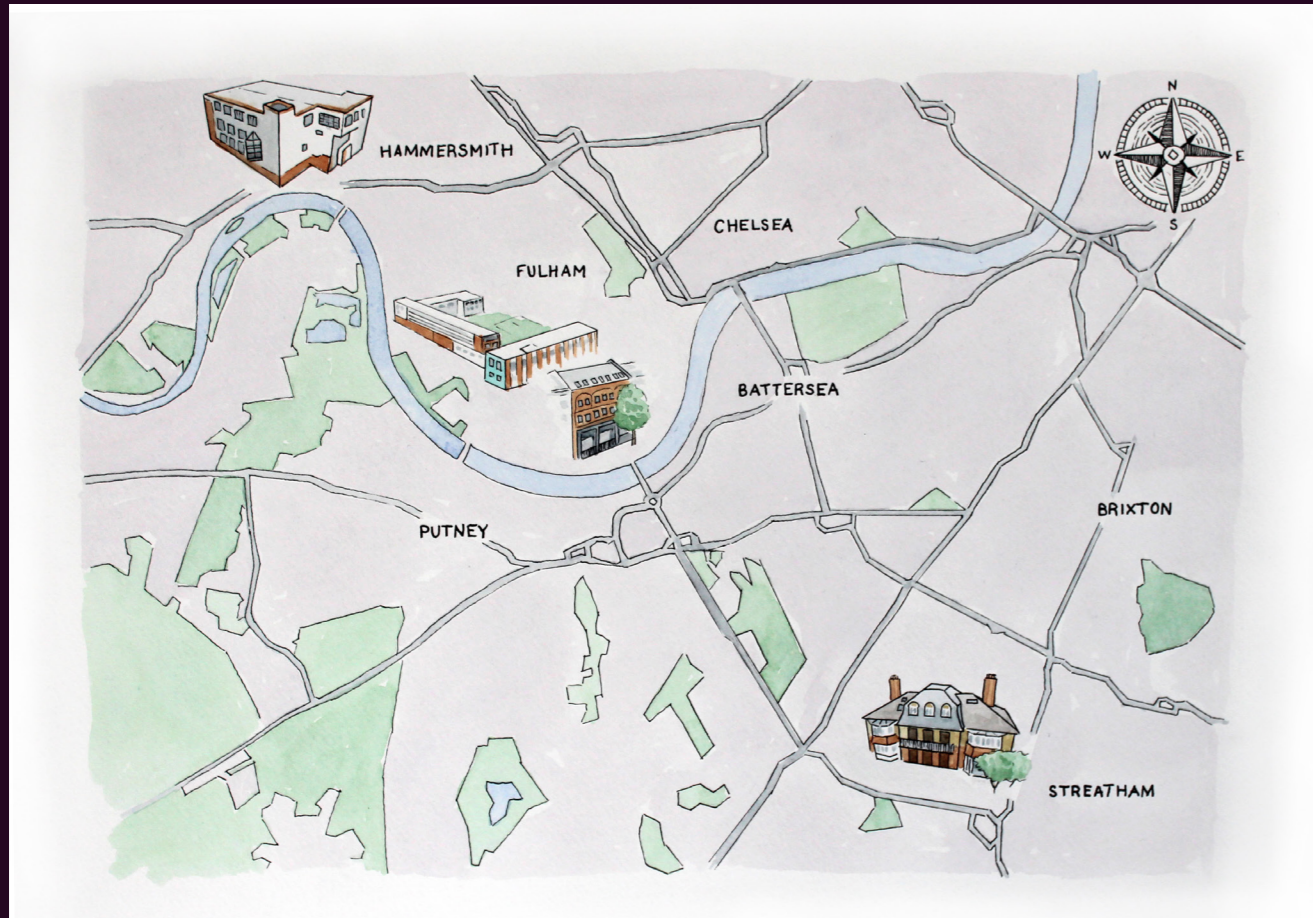 N
HAMMERSMITH
W
E
CHELSEA
S
FULHAM
BATTERSEA
BRIXTON
PUTNEY
STREATHAM